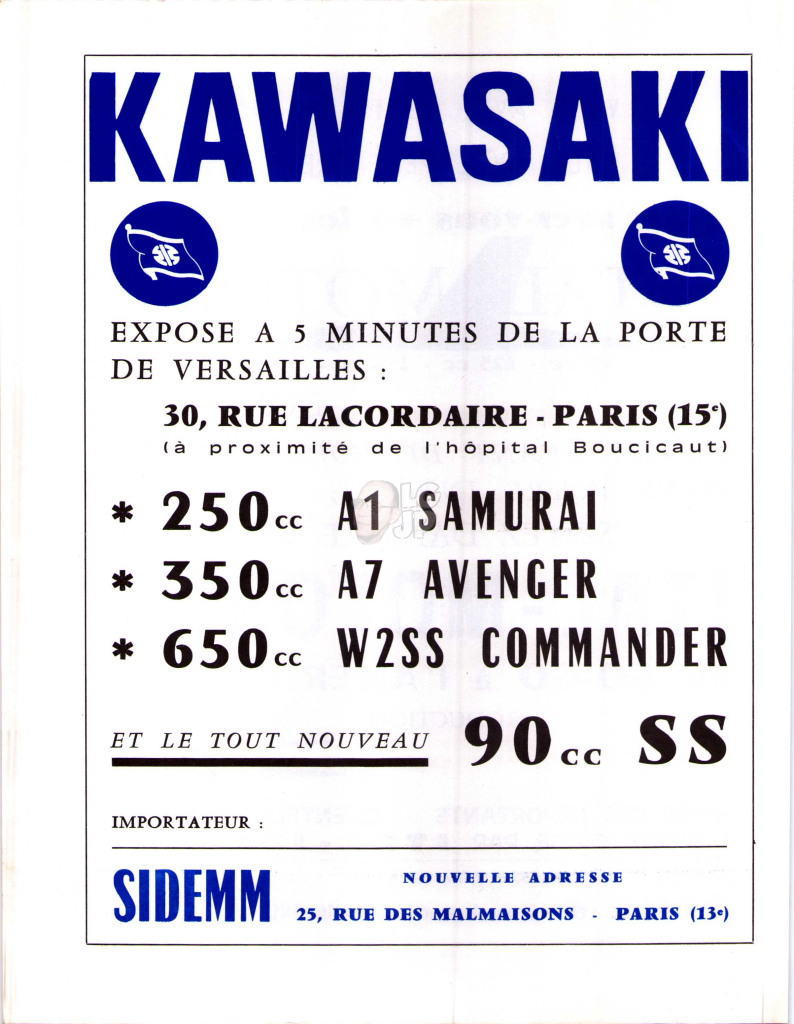 KAWASAKI
EXPOSE A 5 MINUTES DE LA PORTE
DE VERSAILLES :
30, RUE LACORDAIRE - PARIS (15e)
(à proximité de l'hôpital Boucicaut)
* 250cc A1 SAMURAI
* 350cc A7 AVENGER
* 650cc W2SS COMMANDER
ET LE TOUT NOUVEAU 90cc SS
IMPORTATEUR :
SIDEMM
NOUVELLE ADRESSE
25, RUE DES MALMAISONS - PARIS (13e)
LG
JP